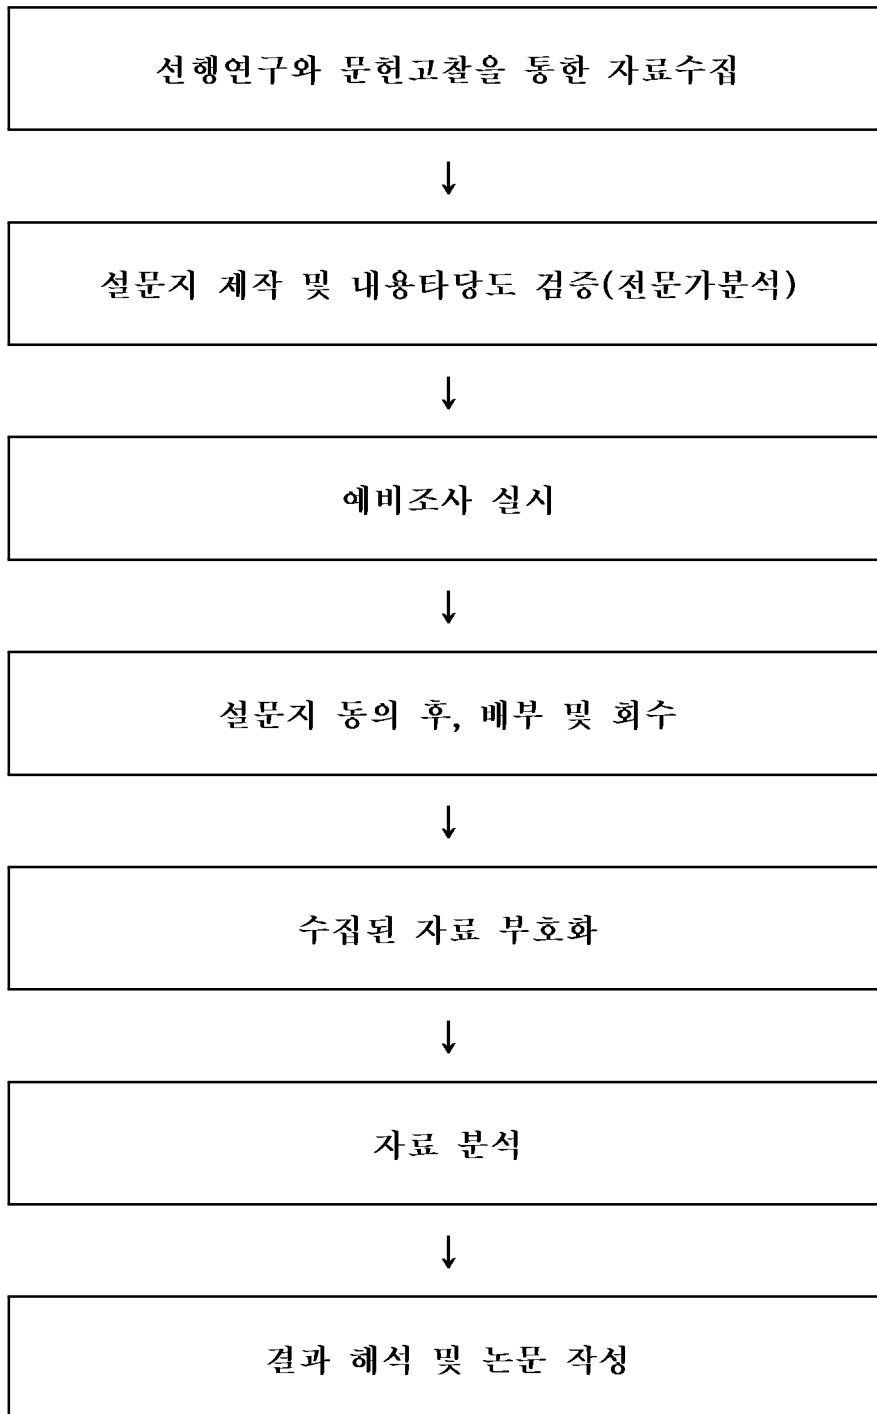 선행연구와 문헌고찰을 통한 자료수집
↓
설문지 제작 및 내용타당도 검증(전문가분석)
↓
예비조사 실시
↓
설문지 동의 후, 배부 및 회수
↓
수집된 자료 부호화
↓
자료 분석
↓
결과 해석 및 논문 작성